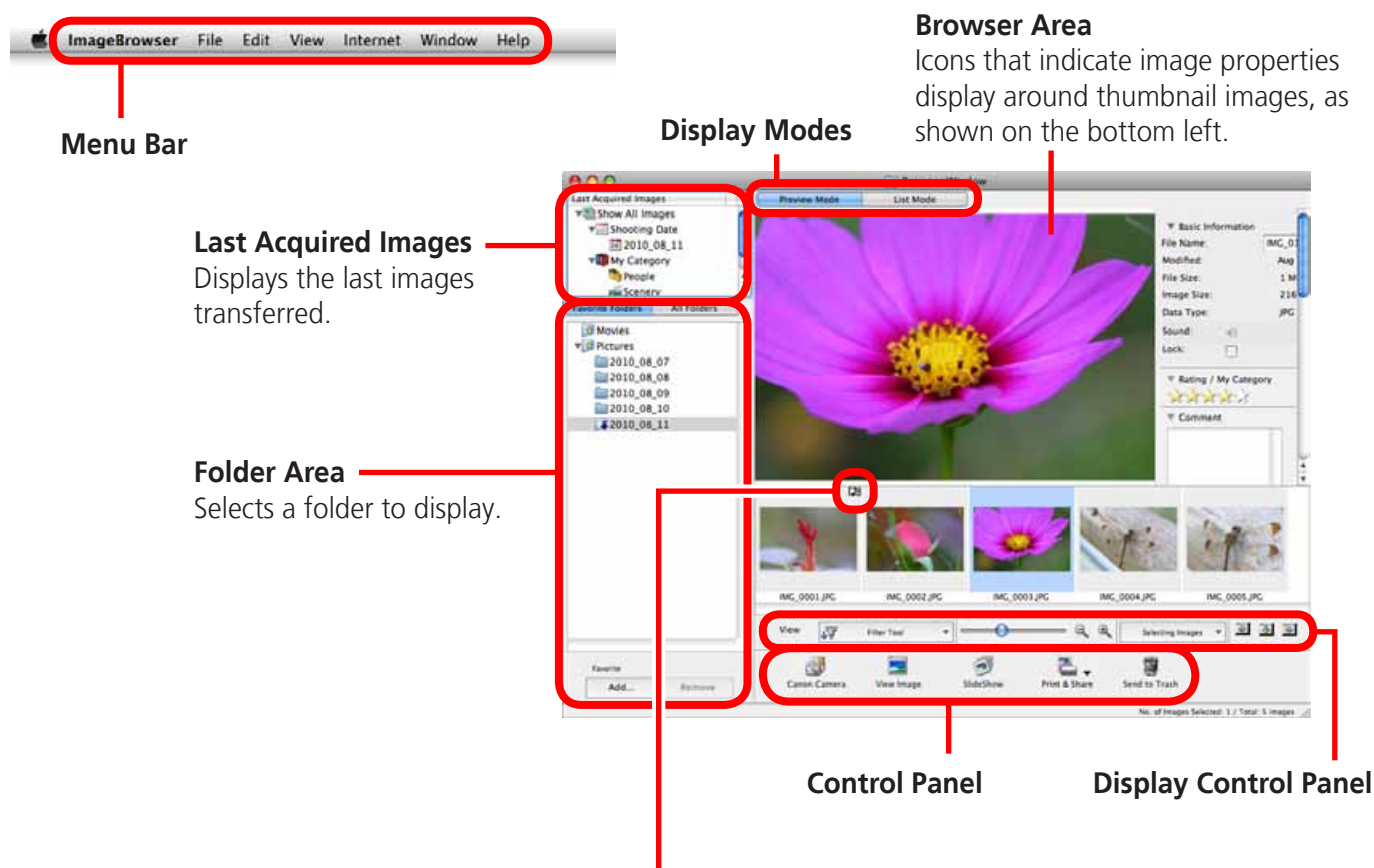 ImageBrowser File Edit View Internet Window Help
Menu Bar
Display Modes
Browser Area
Icons that indicate image properties
display around thumbnail images, as
shown on the bottom left.
Last Acquired Images
Displays the last images
transferred.
Folder Area
Selects a folder to display.
Last Acquired Images
Show All Images
Shooting Date
2010_08_11
My Category
People
Scenery
Favorite Folders All Folders
Movies
Pictures
2010_08_07
2010_08_08
2010_08_09
2010_08_10
2010_08_11
Favorite
Add... Remove
Preview Mode List Mode
Basic Information
File Name: IMG_0
Modified: Aug
File Size: 1 M
Image Size: 216
Data Type: JPG
Sound:
Lock:
Rating / My Category
Comment
IMG_0001.JPG IMG_0002.JPG IMG_0003.JPG IMG_0004.JPG IMG_0005.JPG
View Filter Tool Selecting Images
Canon Camera View Image SlideShow Print & Share Send to Trash
No. of Images Selected: 1 / Total: 5 images
Control Panel
Display Control Panel